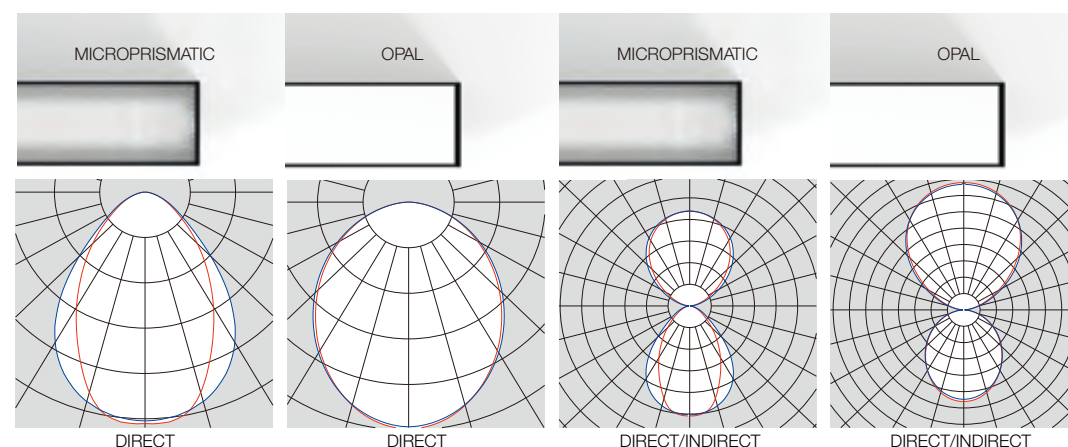 MICROPRISMATIC
OPAL
MICROPRISMATIC
OPAL
DIRECT
DIRECT
DIRECT/INDIRECT
DIRECT/INDIRECT